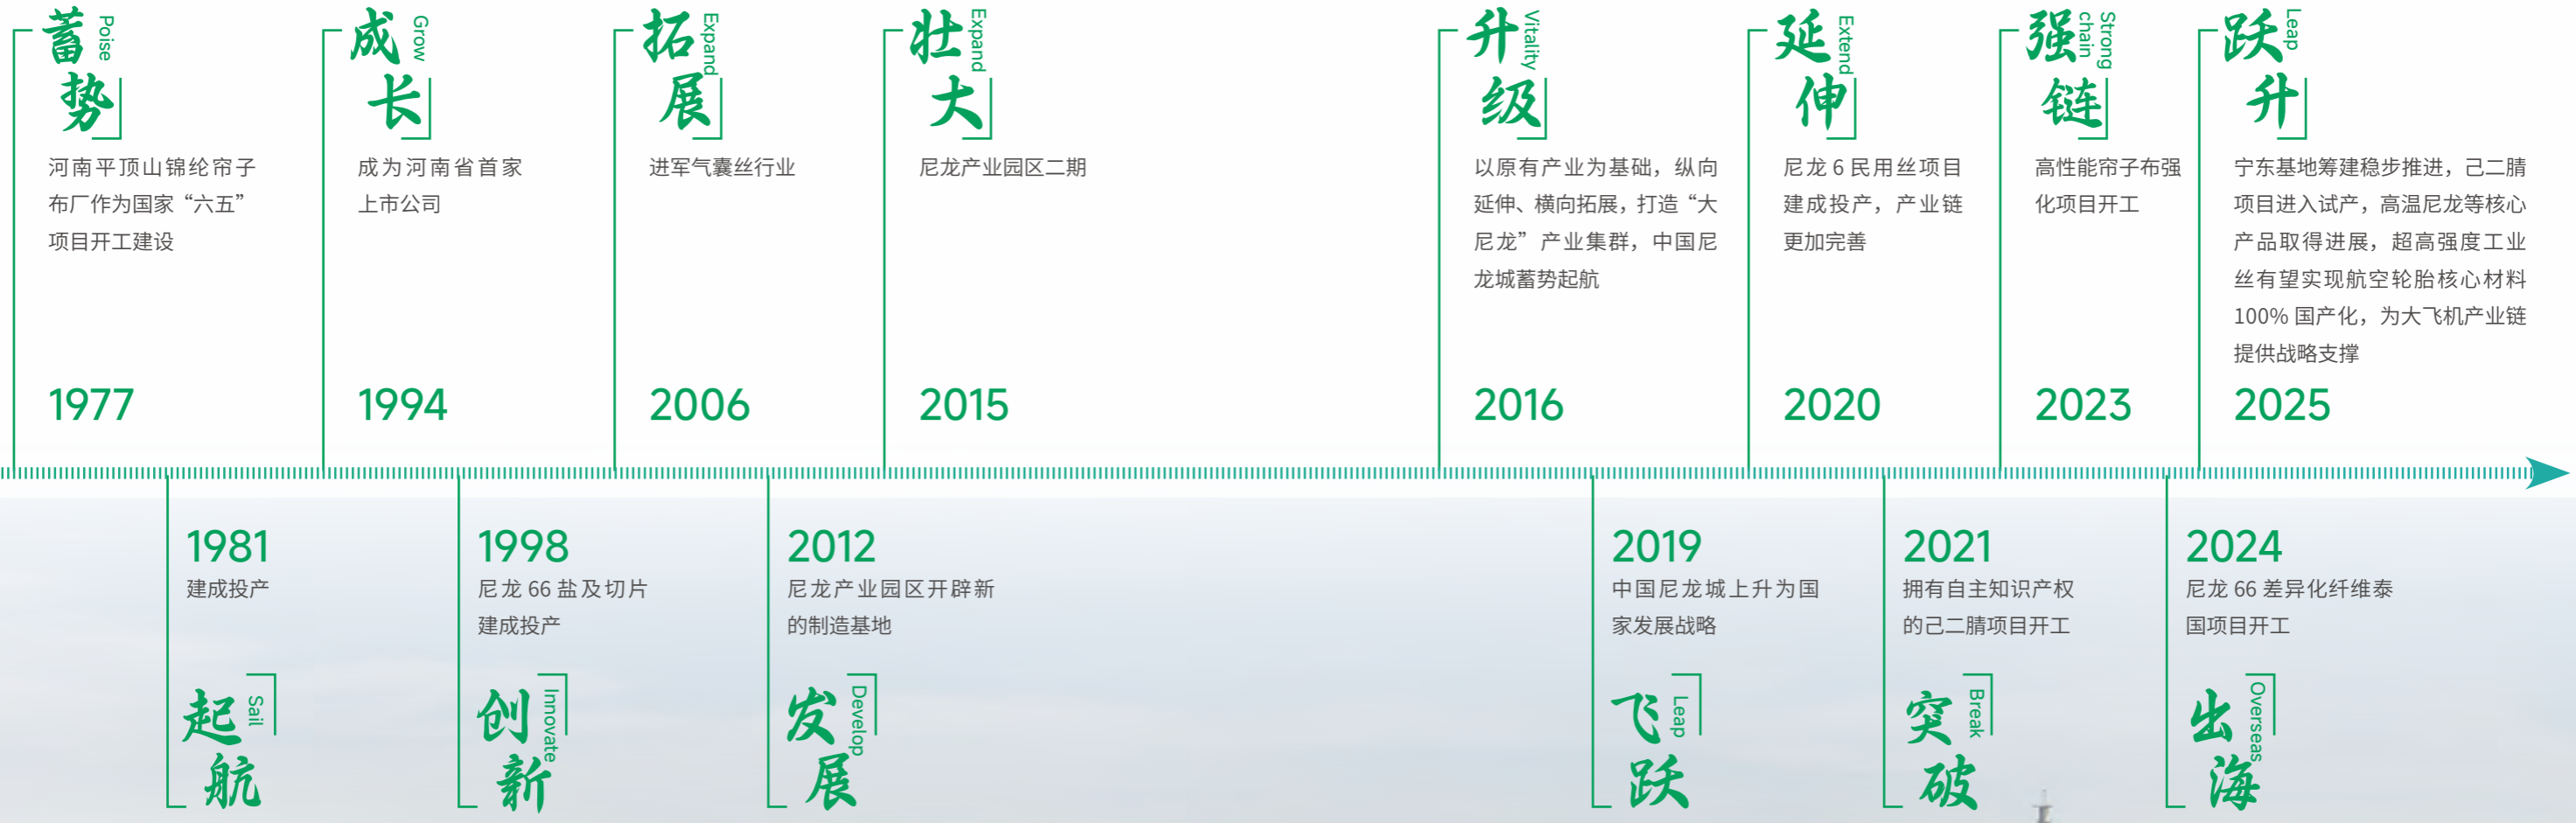 蓄势
Poise
河南平顶山锦纶帘子
布厂作为国家“六五”
项目开工建设
1977
成长
Grow
成为河南省首家
上市公司
1994
拓展
Expand
进军气囊丝行业
2006
壮大
Expand
尼龙产业园区二期
2015
升级
Vitality
以原有产业为基础，纵向
延伸、横向拓展，打造“大
尼龙”产业集群，中国尼
龙城蓄势起航
2016
延伸
Extend
尼龙 6 民用丝项目
建成投产，产业链
更加完善
2020
强链
Strong
chain
高性能帘子布强
化项目开工
2023
跃升
Leap
宁东基地筹建稳步推进，己二腈
项目进入试产，高温尼龙等核心
产品取得进展，超高强度工业
丝有望实现航空轮胎核心材料
100% 国产化，为大飞机产业链
提供战略支撑
2025
1981
建成投产
起航
Sail
1998
尼龙 66 盐及切片
建成投产
创新
Innovate
2012
尼龙产业园区开辟新
的制造基地
发展
Develop
2019
中国尼龙城上升为国
家发展战略
飞跃
Leap
2021
拥有自主知识产权
的己二腈项目开工
突破
Break
2024
尼龙 66 差异化纤维泰
国项目开工
出海
Overseas